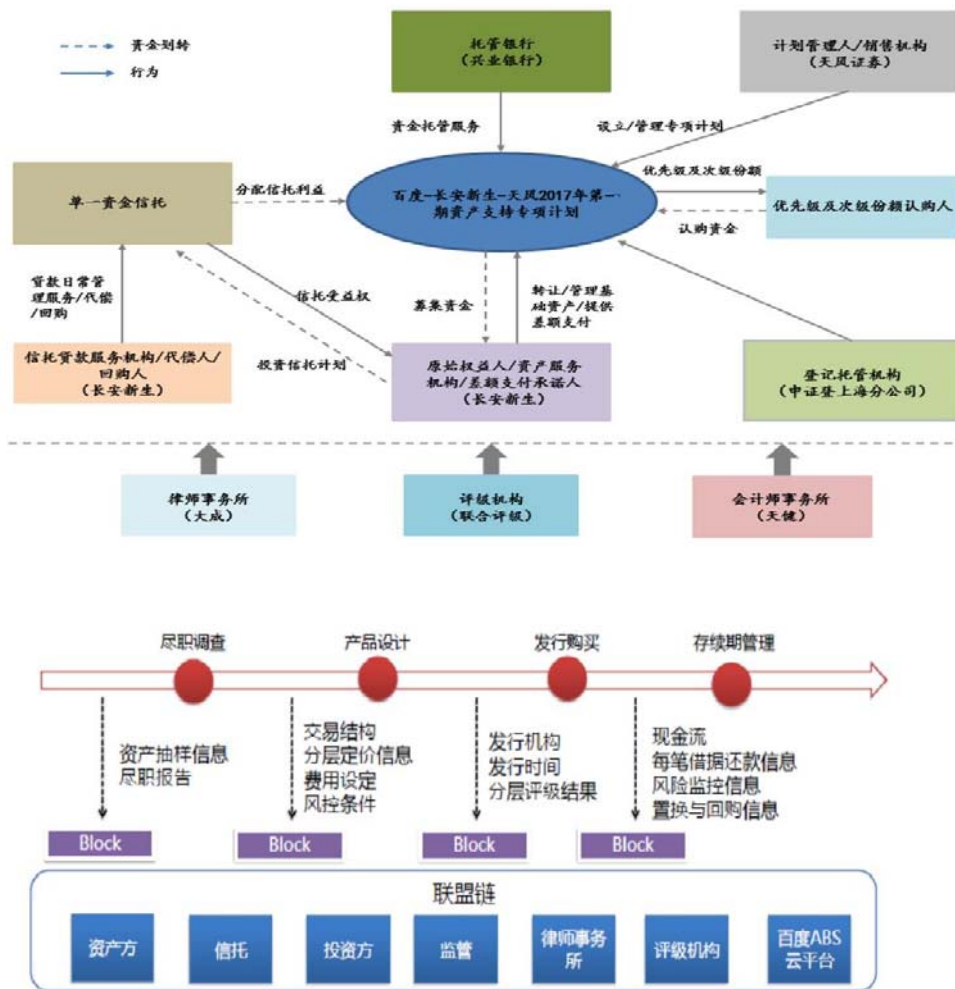 资金划转
行为
托管银行
（兴业银行）
计划管理人/销售机构
（天风证券）
资金托管服务
设立/管理专项计划
单一资金信托
分配信托利益
百度-长安新生-天风2017年第一
期资产支持专项计划
优先级及次级份额
认购资金
优先级及次级份额认购人
贷款日常管
理服务/代偿
/回购
信托受益权
投资信托计划
募集资金
转让/管理基
础资产/提供
差额支付
信托贷款服务机构/代偿人/
回购人
（长安新生）
原始权益人/资产服务
机构/差额支付承诺人
（长安新生）
登记托管机构
（中证登上海分公司）
律师事务所
（大成）
评级机构
（联合评级）
会计师事务所
（天健）
尽职调查
产品设计
发行购买
存续期管理
资产抽样信息
尽职报告
交易结构
分层定价信息
费用设定
风控条件
发行机构
发行时间
分层评级结果
现金流
每笔借据还款信息
风险监控信息
置换与回购信息
Block
Block
Block
Block
联盟链
资产方
信托
投资方
监管
律师事务
所
评级机构
百度ABS
云平台